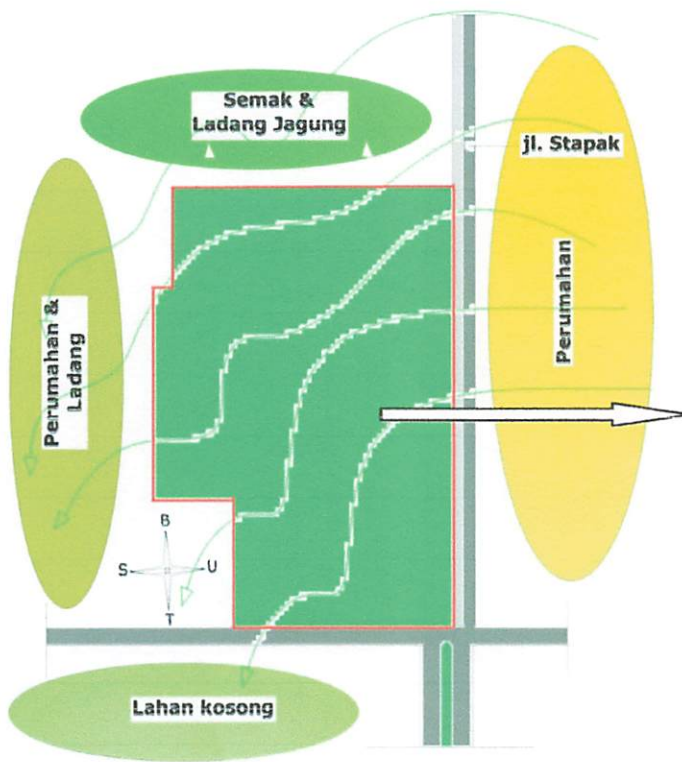 Semak &
Ladang Jagung
jl. Stapak
Perumahan
Perumahan &
Ladang
B
S
U
T
Lahan kosong